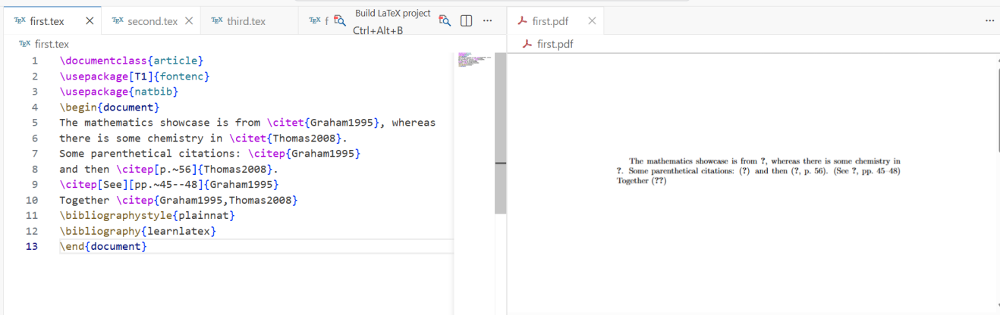 TEX first.tex
TEX second.tex
TEX third.tex
TEX f
Build LaTeX project
Ctrl+Alt+B
first.pdf
TEX first.tex
first.pdf
1 \documentclass{article}
2 \usepackage[T1]{fontenc}
3 \usepackage{natbib}
4 \begin{document}
5 The mathematics showcase is from \citet{Graham1995}, whereas
6 there is some chemistry in \citet{Thomas2008}.
7 Some parenthetical citations: \citep{Graham1995}
8 and then \citep[p.~56]{Thomas2008}.
9 \citep[See][pp.~45--48]{Graham1995}
10 Together \citep{Graham1995,Thomas2008}
11 \bibliographystyle{plainnat}
12 \bibliography{learnlatex}
13 \end{document}
The mathematics showcase is from ?, whereas there is some chemistry in
?. Some parenthetical citations: (?) and then (?, p. 56). (See ?, pp. 45–48)
Together (??)